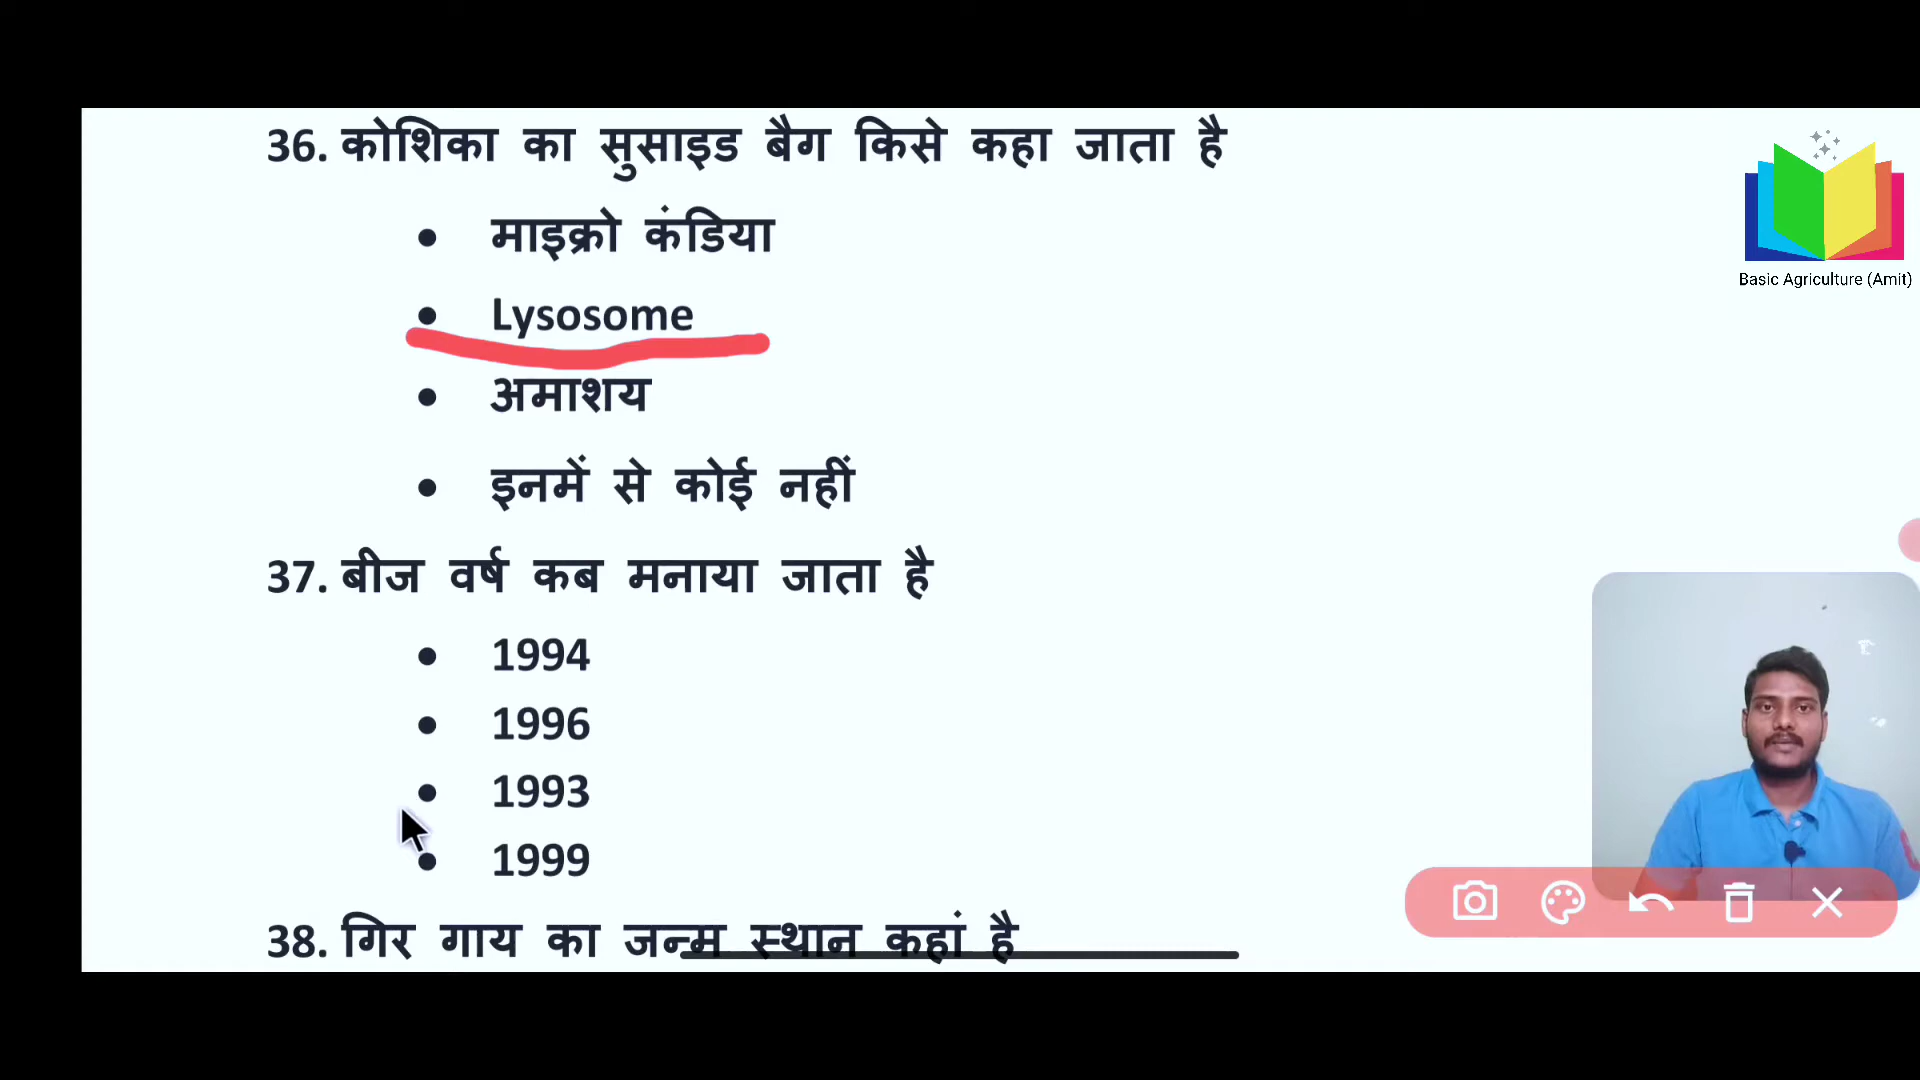 36. कोशिका का सुसाइड बैग किसे कहा जाता है
• माइक्रो कंडिया
• Lysosome
• अमाशय
• इनमें से कोई नहीं
37. बीज वर्ष कब मनाया जाता है
• 1994
• 1996
• 1993
• 1999
38. गिर गाय का जन्म स्थान कहां है
Basic Agriculture (Amit)